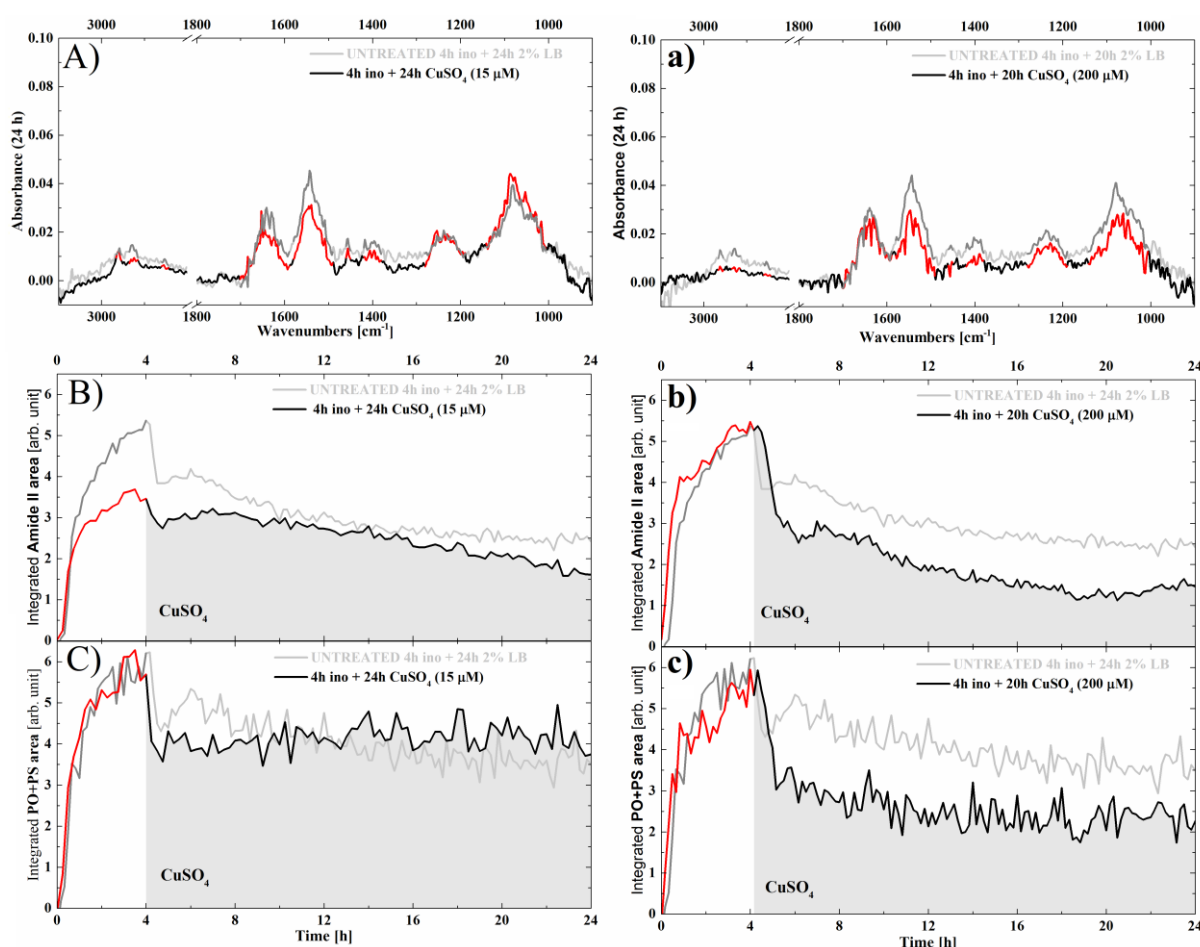 3000 1800 1800 1600 1400 1200 1000
A)
UNTREATED 4h ino + 24h 2% LB
4h ino + 24h CuSO₄ (15 μM)
0.10
0.08
0.06
0.04
0.02
0.00
Absorbance (24 h)
3000 1800 1800 1600 1400 1200 1000
Wavenumbers [cm⁻¹]
3000 1800 1800 1600 1400 1200 1000
a)
UNTREATED 4h ino + 20h 2% LB
4h ino + 20h CuSO₄ (200 μM)
0.10
0.08
0.06
0.04
0.02
0.00
Absorbance (24 h)
3000 1800 1600 1400 1200 1000
Wavenumbers [cm⁻¹]
0 4 8 12 16 20 24
B)
UNTREATED 4h ino + 24h 2% LB
4h ino + 24h CuSO₄ (15 μM)
6
5
4
3
2
1
0
Integrated Amide II area [arb. unit]
CuSO₄
0 4 8 12 16 20 24
b)
UNTREATED 4h ino + 24h 2% LB
4h ino + 20h CuSO₄ (200 μM)
6
5
4
3
2
1
0
Integrated Amide II area [arb. unit]
CuSO₄
C)
UNTREATED 4h ino + 24h 2% LB
4h ino + 24h CuSO₄ (15 μM)
6
5
4
3
2
1
0
Integrated PO+PS area [arb. unit]
CuSO₄
0 4 8 12 16 20 24
Time [h]
c)
UNTREATED 4h ino + 24h 2% LB
4h ino + 20h CuSO₄ (200 μM)
6
5
4
3
2
1
0
Integrated PO+PS area [arb. unit]
CuSO₄
0 4 8 12 16 20 24
Time [h]